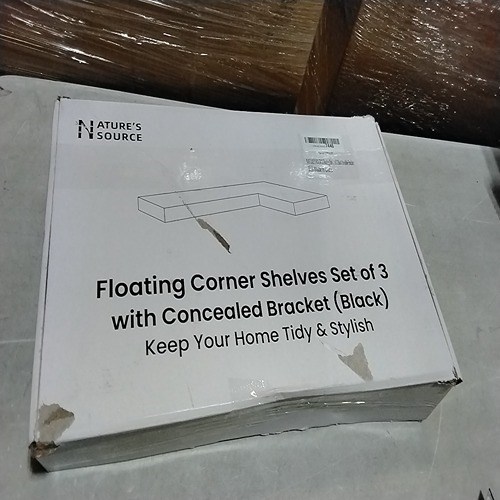 NATURE'S
SOURCE
Floating Corner Shelves Set of 3
with Concealed Bracket (Black)
Keep Your Home Tidy & Stylish